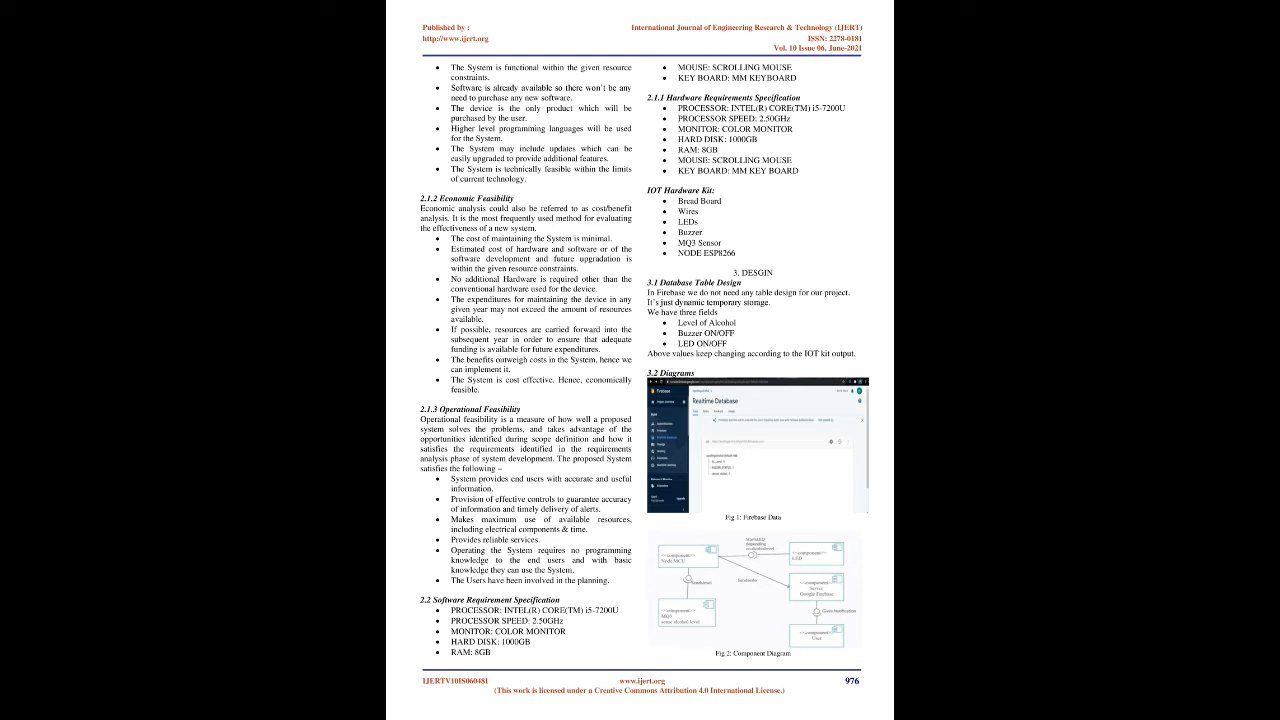 Published by :
http://www.ijert.org
International Journal of Engineering Research & Technology (IJERT)
ISSN: 2278-0181
Vol. 10 Issue 06, June-2021
• The System is functional within the given resource
constraints.
• Software is already available so there won't be any
need to purchase any new software.
• The device is the only product which will be
purchased by the user.
• Higher level programming languages will be used
for the System.
• The System may include updates which can be
easily upgraded to provide additional features.
• The System is technically feasible within the limits
of current technology.
2.1.2 Economic Feasibility
Economic analysis could also be referred to as cost/benefit
analysis. It is the most frequently used method for evaluating
the effectiveness of a new system.
• The cost of maintaining the System is minimal.
• Estimated cost of hardware and software or of the
software development and future upgradation is
within the given resource constraints.
• No additional Hardware is required other than the
conventional hardware used for the device.
• The expenditures for maintaining the device in any
given year may not exceed the amount of resources
available.
• If possible, resources are carried forward into the
subsequent year in order to ensure that adequate
funding is available for future expenditures.
• The benefits outweigh costs in the System, hence we
can implement it.
• The System is cost effective. Hence, economically
feasible.
2.1.3 Operational Feasibility
Operational feasibility is a measure of how well a proposed
system solves the problems, and takes advantage of the
opportunities identified during scope definition and how it
satisfies the requirements identified in the requirements
analysis phase of system development. The proposed System
satisfies the following –
• System provides end users with accurate and useful
information.
• Provision of effective controls to guarantee accuracy
of information and timely delivery of alerts.
• Makes maximum use of available resources,
including electrical components & time.
• Provides reliable services.
• Operating the System requires no programming
knowledge to the end users and with basic
knowledge they can use the System.
• The Users have been involved in the planning.
2.2 Software Requirement Specification
• PROCESSOR: INTEL(R) CORE(TM) i5-7200U
• PROCESSOR SPEED: 2.50GHz
• MONITOR: COLOR MONITOR
• HARD DISK: 1000GB
• RAM: 8GB
• MOUSE: SCROLLING MOUSE
• KEY BOARD: MM KEYBOARD
2.1.1 Hardware Requirements Specification
• PROCESSOR: INTEL(R) CORE(TM) i5-7200U
• PROCESSOR SPEED: 2.50GHz
• MONITOR: COLOR MONITOR
• HARD DISK: 1000GB
• RAM: 8GB
• MOUSE: SCROLLING MOUSE
• KEY BOARD: MM KEY BOARD
IOT Hardware Kit:
• Bread Board
• Wires
• LEDs
• Buzzer
• MQ3 Sensor
• NODE ESP8266
3. DESGIN
3.1 Database Table Design
In Firebase we do not need any table design for our project.
It's just dynamic temporary storage.
We have three fields
• Level of Alcohol
• Buzzer ON/OFF
• LED ON/OFF
Above values keep changing according to the IOT kit output.
3.2 Diagrams
Firebase
Realtime Database
Fig 1: Firebase Data
<<component>>
Node MCU
depending
<<component>>
LED
<<component>>
Server
Google Firebase
<<component>>
MQ3
sense alcohol level
<<component>>
User
Fig 2: Component Diagram
IJERTV10IS060481
www.ijert.org
976
(This work is licensed under a Creative Commons Attribution 4.0 International License.)